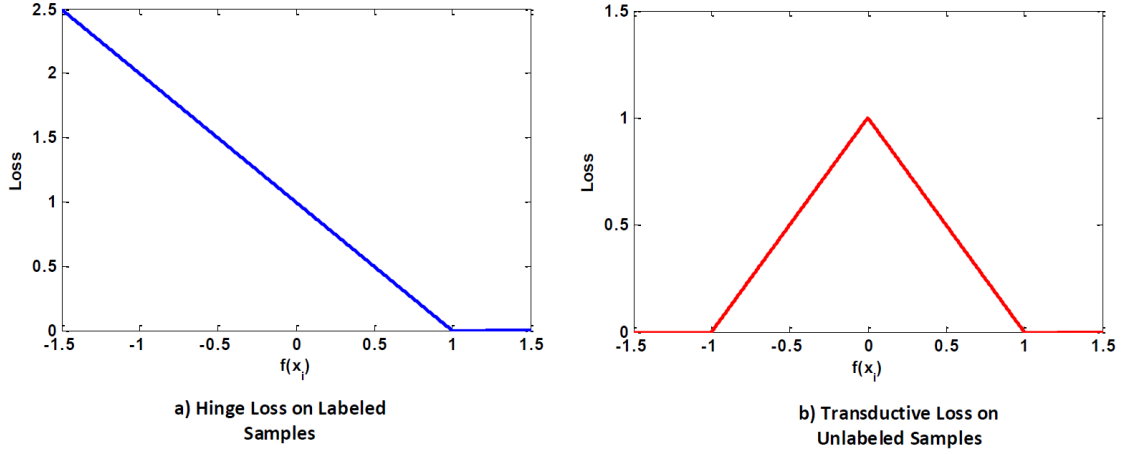 2.5
2
1.5
1
0.5
0
Loss
-1.5 -1 -0.5 0 0.5 1 1.5
f(xi)
a) Hinge Loss on Labeled
Samples
1.5
1
0.5
0
Loss
-1.5 -1 -0.5 0 0.5 1 1.5
f(xi)
b) Transductive Loss on
Unlabeled Samples